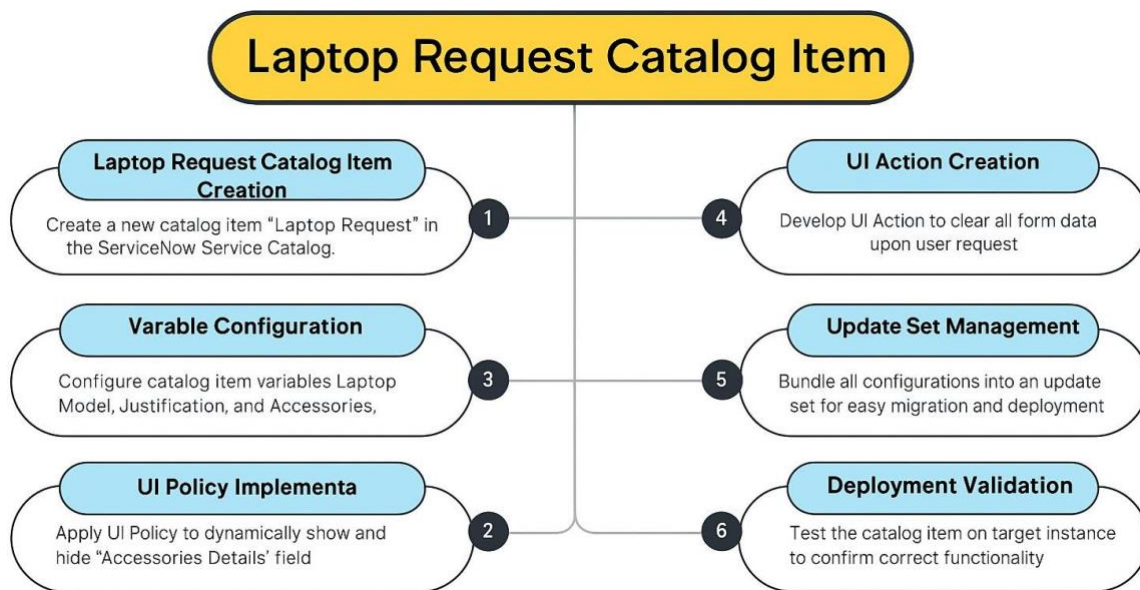 Laptop Request Catalog Item
Laptop Request Catalog Item
Creation
Create a new catalog item “Laptop Request” in
the ServiceNow Service Catalog.
1
Varable Configuration
Configure catalog item variables Laptop
Model, Justification, and Accessories,
3
UI Policy Implementa
Apply UI Policy to dynamically show and
hide “Accessories Details’ field
2
UI Action Creation
Develop UI Action to clear all form data
upon user request
4
Update Set Management
Bundle all configurations into an update
set for easy migration and deployment
5
Deployment Validation
Test the catalog item on target instance
to confirm correct functionality
6